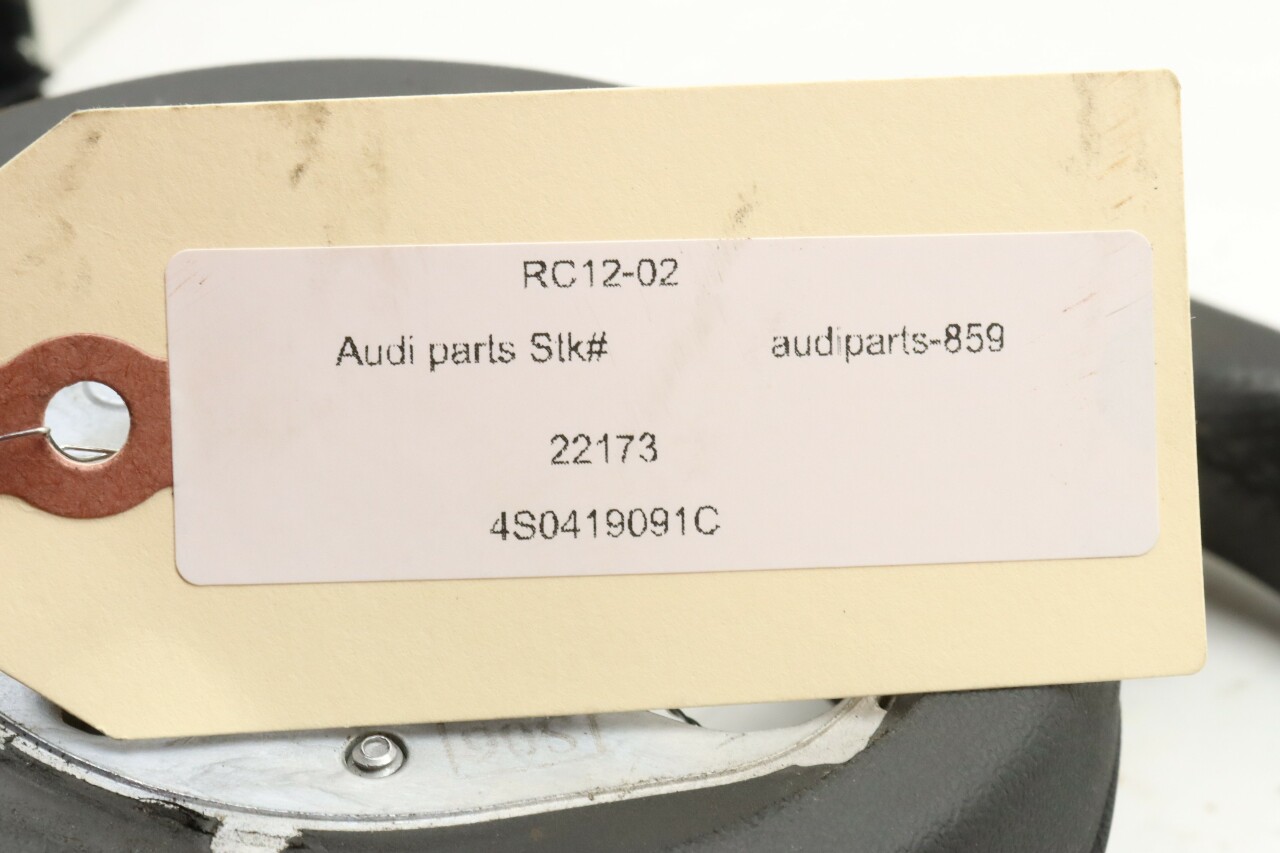 RC12-02
Audi parts Stk# audiparts-859
22173
4S0419091C